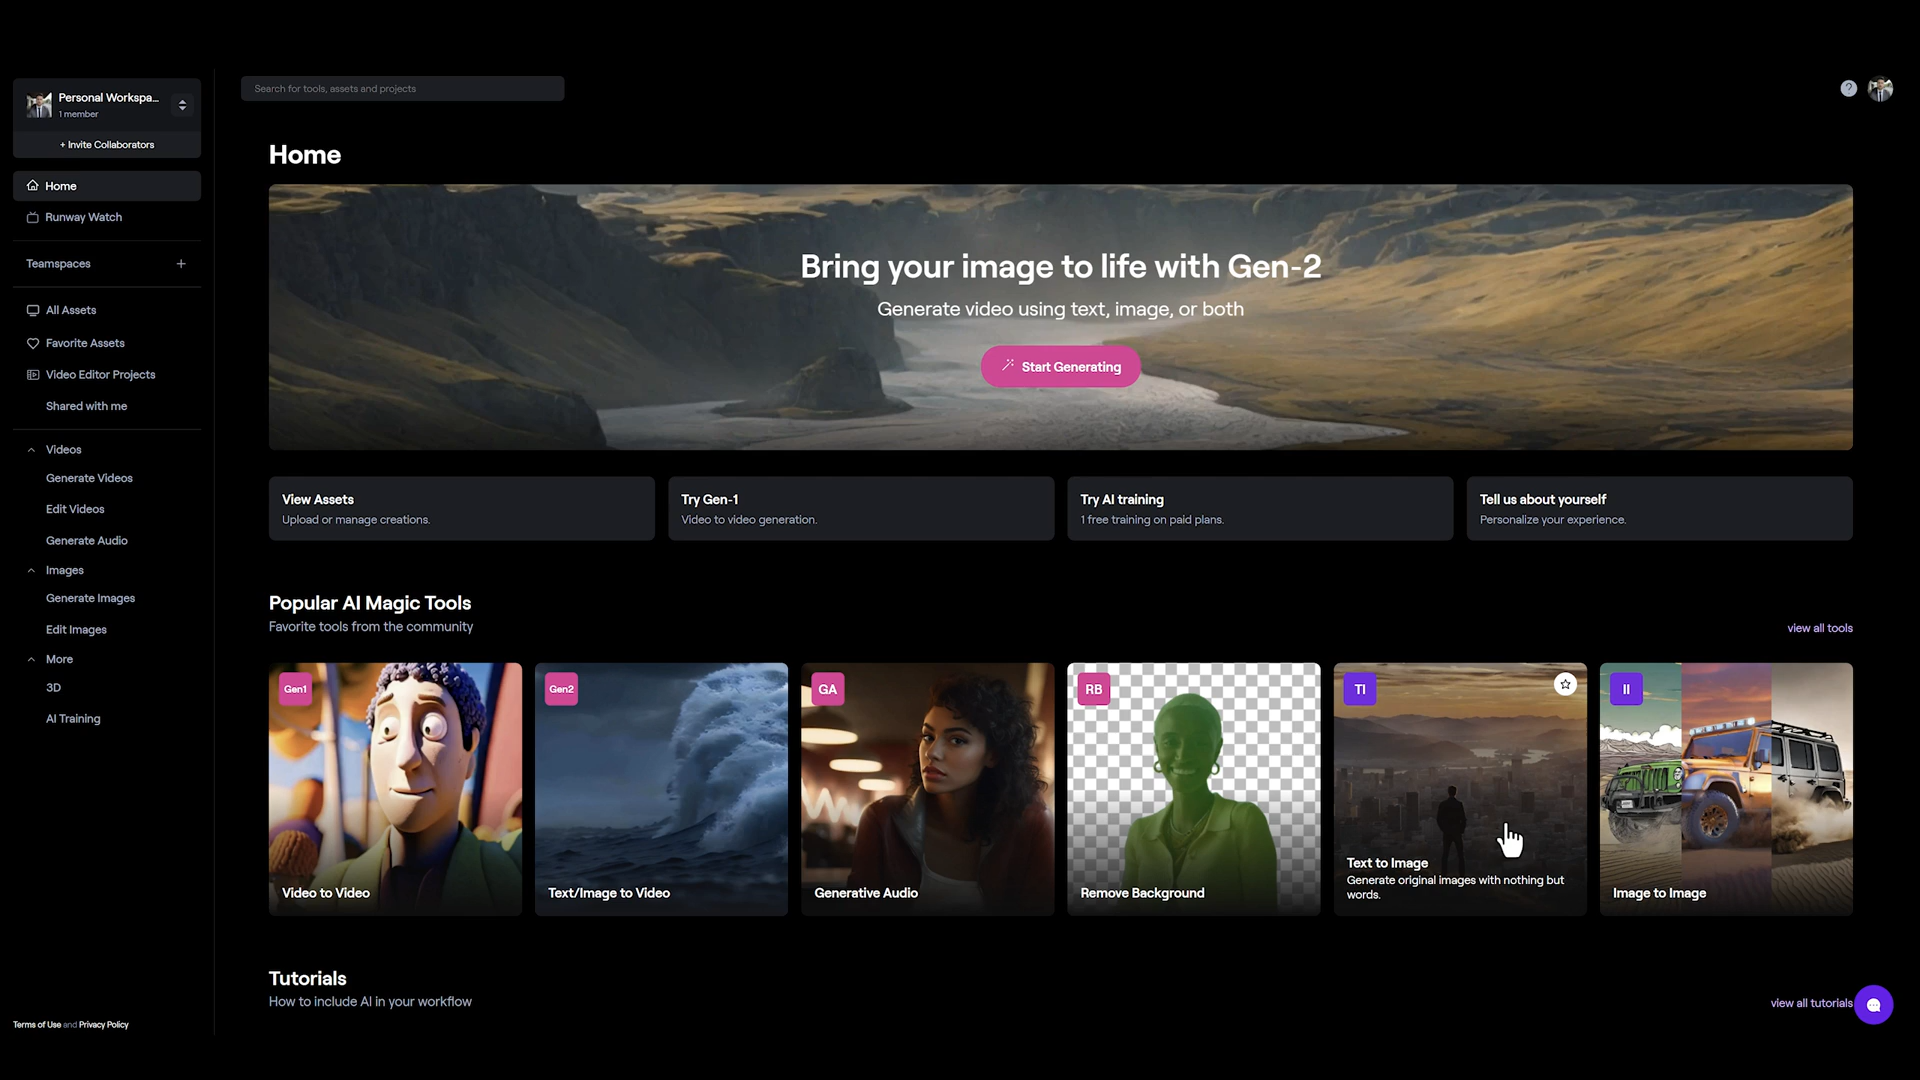 Personal Workspa...
1 member
+ Invite Collaborators
Home
Runway Watch
Teamspaces
All Assets
Favorite Assets
Video Editor Projects
Shared with me
Videos
Generate Videos
Edit Videos
Generate Audio
Images
Generate Images
Edit Images
More
3D
AI Training
Terms of Use and Privacy Policy
Search for tools, assets and projects
?
Home
Bring your image to life with Gen-2
Generate video using text, image, or both
Start Generating
View Assets
Upload or manage creations.
Try Gen-1
Video to video generation.
Try AI training
1 free training on paid plans.
Tell us about yourself
Personalize your experience.
Popular AI Magic Tools
Favorite tools from the community
view all tools
Gen1
Video to Video
Gen2
Text/Image to Video
GA
Generative Audio
RB
Remove Background
TI
Text to Image
Generate original images with nothing but
words.
II
Image to Image
Tutorials
How to include AI in your workflow
view all tutorials